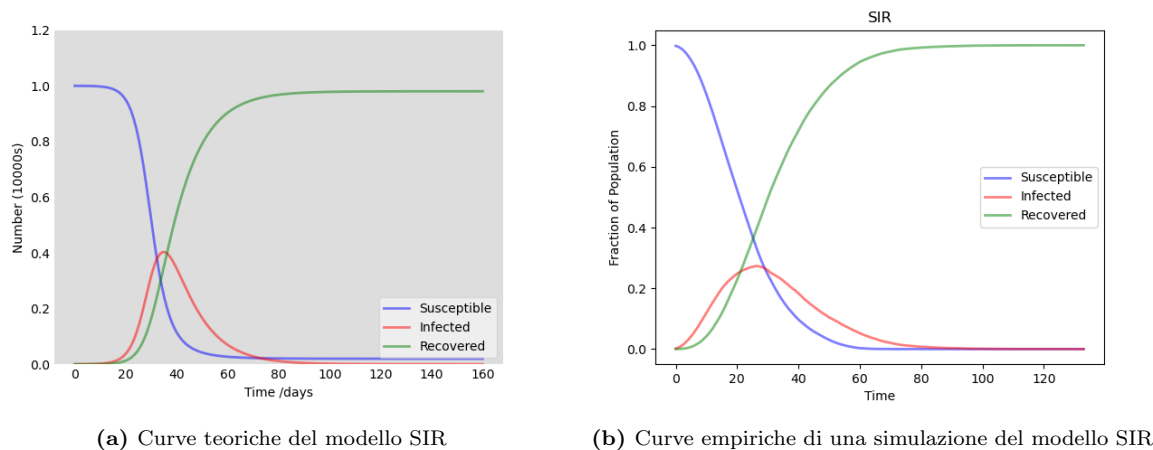 1.2
1.0
0.8
0.6
0.4
0.2
0.0
Number (10000s)
0 20 40 60 80 100 120 140 160
Time /days
Susceptible
Infected
Recovered
(a) Curve teoriche del modello SIR
SIR
1.0
0.8
0.6
0.4
0.2
0.0
Fraction of Population
0 20 40 60 80 100 120
Time
Susceptible
Infected
Recovered
(b) Curve empiriche di una simulazione del modello SIR